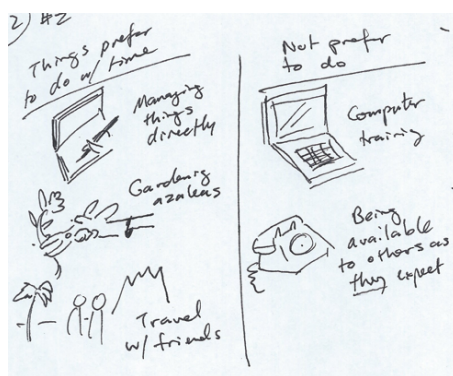 2) #2
Things prefer
to do w/ time
Managing
things
directly
Gardening
azaleas
Travel
w/ friends
Not prefer
to do
Computer
training
Being
available
to others as
they expect